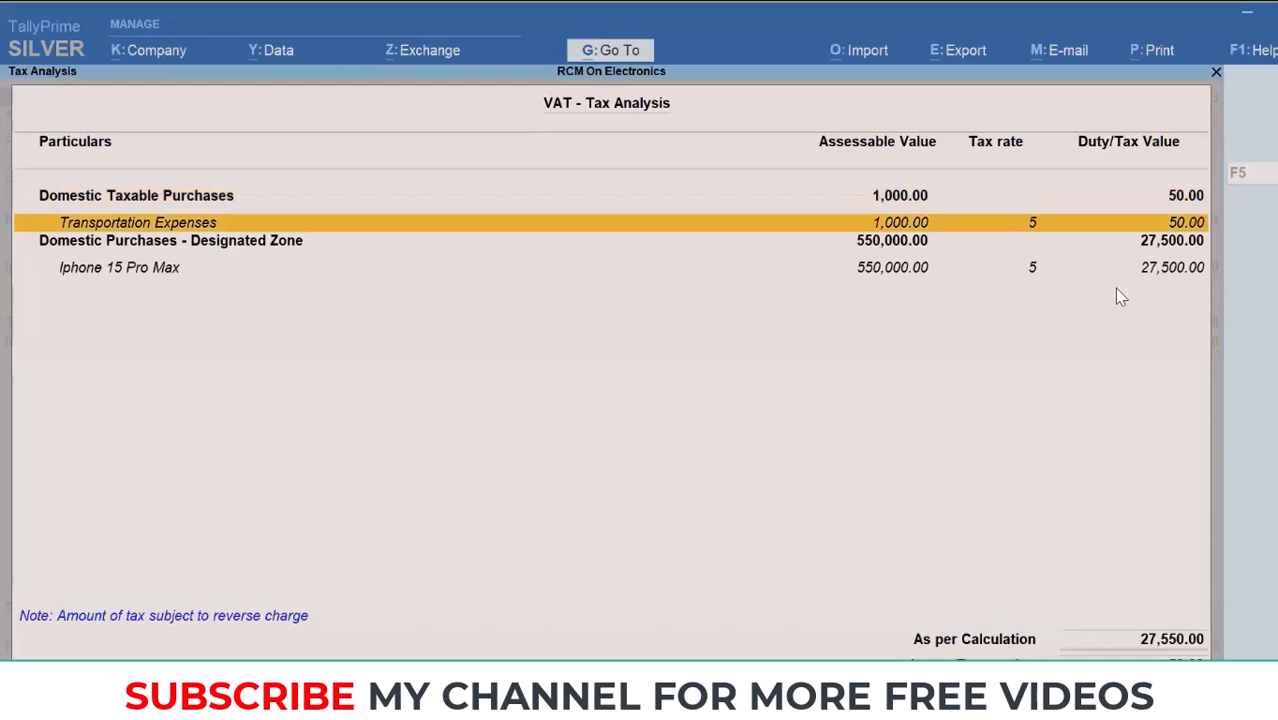 TallyPrime MANAGE
SILVER K:Company Y:Data Z:Exchange G:Go To O:Import E:Export M:E-mail P:Print F1:Help
Tax Analysis RCM On Electronics
VAT - Tax Analysis
Particulars Assessable Value Tax rate Duty/Tax Value
F5
Domestic Taxable Purchases 1,000.00 50.00
Transportation Expenses 1,000.00 5 50.00
Domestic Purchases - Designated Zone 550,000.00 27,500.00
Iphone 15 Pro Max 550,000.00 5 27,500.00
Note: Amount of tax subject to reverse charge
As per Calculation 27,550.00
SUBSCRIBE MY CHANNEL FOR MORE FREE VIDEOS